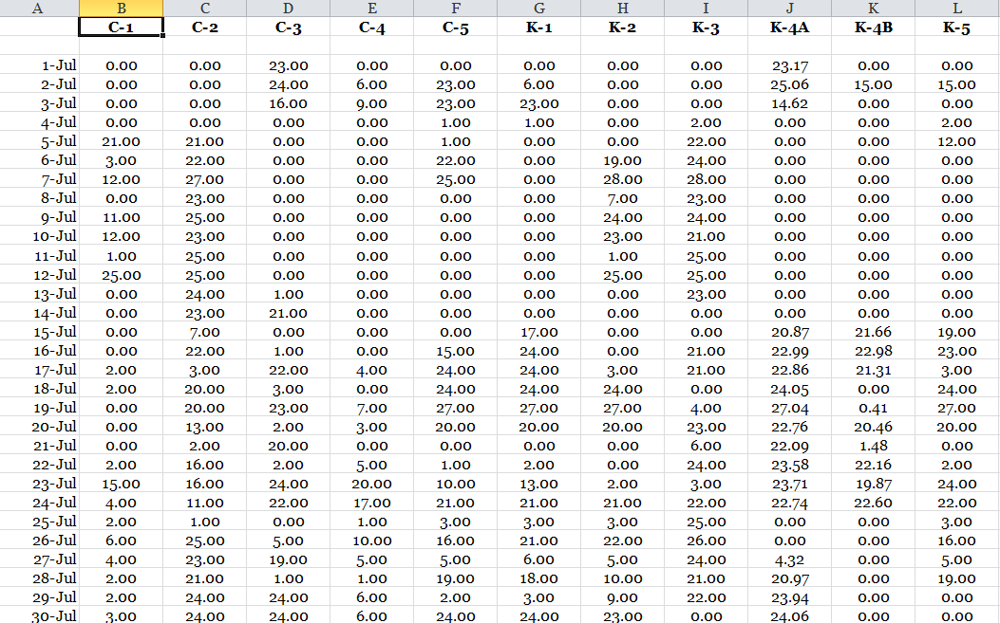 A B C D E F G H I J K L
C-1 C-2 C-3 C-4 C-5 K-1 K-2 K-3 K-4A K-4B K-5
1-Jul 0.00 0.00 23.00 0.00 0.00 0.00 0.00 0.00 23.17 0.00 0.00
2-Jul 0.00 0.00 24.00 6.00 23.00 6.00 0.00 0.00 25.06 15.00 15.00
3-Jul 0.00 0.00 16.00 9.00 23.00 23.00 0.00 0.00 14.62 0.00 0.00
4-Jul 0.00 0.00 0.00 0.00 1.00 1.00 0.00 2.00 0.00 0.00 2.00
5-Jul 21.00 21.00 0.00 0.00 1.00 0.00 0.00 22.00 0.00 0.00 12.00
6-Jul 3.00 22.00 0.00 0.00 22.00 0.00 19.00 24.00 0.00 0.00 0.00
7-Jul 12.00 27.00 0.00 0.00 25.00 0.00 28.00 28.00 0.00 0.00 0.00
8-Jul 0.00 23.00 0.00 0.00 0.00 0.00 7.00 23.00 0.00 0.00 0.00
9-Jul 11.00 25.00 0.00 0.00 0.00 0.00 24.00 24.00 0.00 0.00 0.00
10-Jul 12.00 23.00 0.00 0.00 0.00 0.00 23.00 21.00 0.00 0.00 0.00
11-Jul 1.00 25.00 0.00 0.00 0.00 0.00 1.00 25.00 0.00 0.00 0.00
12-Jul 25.00 25.00 0.00 0.00 0.00 0.00 25.00 25.00 0.00 0.00 0.00
13-Jul 0.00 24.00 1.00 0.00 0.00 0.00 0.00 23.00 0.00 0.00 0.00
14-Jul 0.00 23.00 21.00 0.00 0.00 0.00 0.00 0.00 0.00 0.00 0.00
15-Jul 0.00 7.00 0.00 0.00 0.00 17.00 0.00 0.00 20.87 21.66 19.00
16-Jul 0.00 22.00 1.00 0.00 15.00 24.00 0.00 21.00 22.99 22.98 23.00
17-Jul 2.00 3.00 22.00 4.00 24.00 24.00 3.00 21.00 22.86 21.31 3.00
18-Jul 2.00 20.00 3.00 0.00 24.00 24.00 24.00 0.00 24.05 0.00 24.00
19-Jul 0.00 20.00 23.00 7.00 27.00 27.00 27.00 4.00 27.04 0.41 27.00
20-Jul 0.00 13.00 2.00 3.00 20.00 20.00 20.00 23.00 22.76 20.46 20.00
21-Jul 0.00 2.00 20.00 0.00 0.00 0.00 0.00 6.00 22.09 1.48 0.00
22-Jul 2.00 16.00 2.00 5.00 1.00 2.00 0.00 24.00 23.58 22.16 2.00
23-Jul 15.00 16.00 24.00 20.00 10.00 13.00 2.00 3.00 23.71 19.87 24.00
24-Jul 4.00 11.00 22.00 17.00 21.00 21.00 21.00 22.00 22.74 22.60 22.00
25-Jul 2.00 1.00 0.00 1.00 3.00 3.00 3.00 25.00 0.00 0.00 3.00
26-Jul 6.00 25.00 5.00 10.00 16.00 21.00 22.00 26.00 0.00 0.00 16.00
27-Jul 4.00 23.00 19.00 5.00 5.00 6.00 5.00 24.00 4.32 0.00 5.00
28-Jul 2.00 21.00 1.00 1.00 19.00 18.00 10.00 21.00 20.97 0.00 19.00
29-Jul 2.00 24.00 24.00 6.00 2.00 3.00 9.00 22.00 23.94 0.00 0.00
30-Jul 3.00 24.00 24.00 6.00 24.00 24.00 23.00 0.00 24.06 0.00 0.00